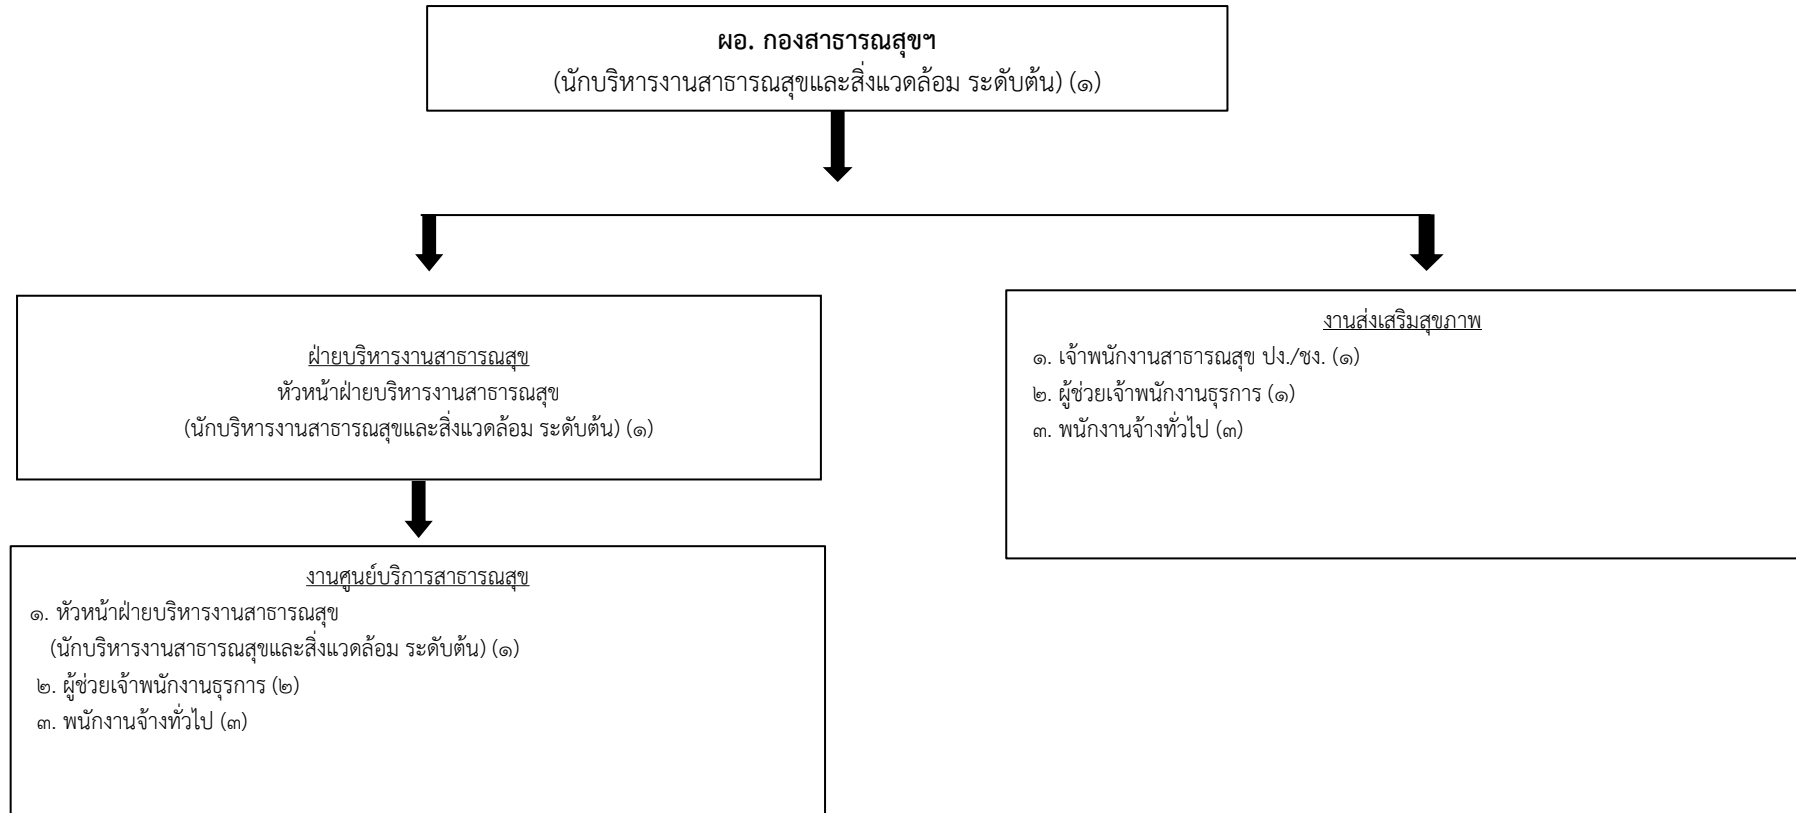 ผอ. กองสาธารณสุขฯ
(นักบริหารงานสาธารณสุขและสิ่งแวดล้อม ระดับต้น) (๑)
ฝ่ายบริหารงานสาธารณสุข
หัวหน้าฝ่ายบริหารงานสาธารณสุข
(นักบริหารงานสาธารณสุขและสิ่งแวดล้อม ระดับต้น) (๑)
งานส่งเสริมสุขภาพ
๑. เจ้าพนักงานสาธารณสุข ปง./ชง. (๑)
๒. ผู้ช่วยเจ้าพนักงานธุรการ (๑)
๓. พนักงานจ้างทั่วไป (๓)
งานศูนย์บริการสาธารณสุข
๑. หัวหน้าฝ่ายบริหารงานสาธารณสุข
(นักบริหารงานสาธารณสุขและสิ่งแวดล้อม ระดับต้น) (๑)
๒. ผู้ช่วยเจ้าพนักงานธุรการ (๒)
๓. พนักงานจ้างทั่วไป (๓)